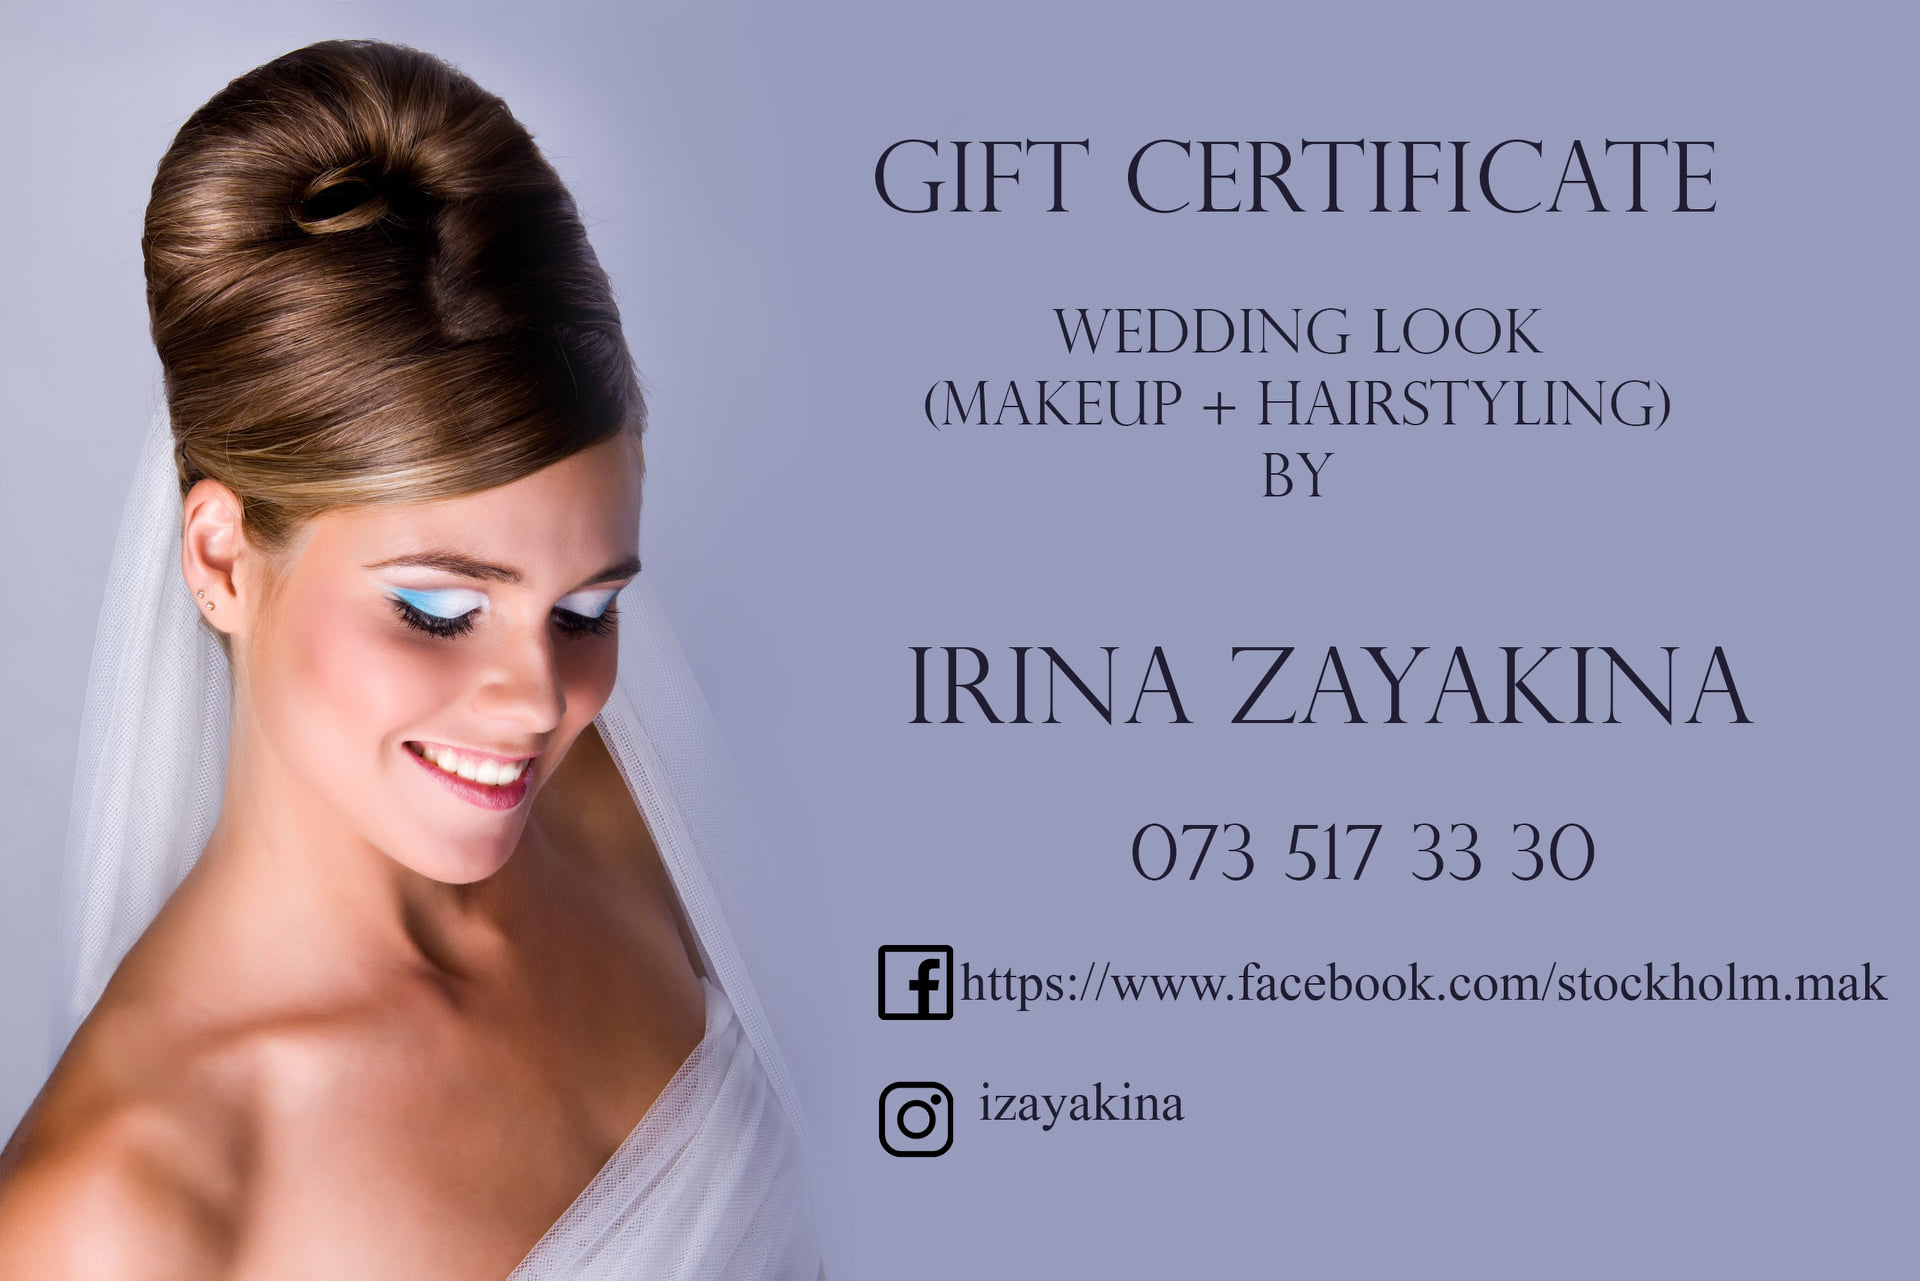 GIFT CERTIFICATE
WEDDING LOOK
(MAKEUP + HAIRSTYLING)
BY
IRINA ZAYAKINA
073 517 33 30
https://www.facebook.com/stockholm.mak
izayakina